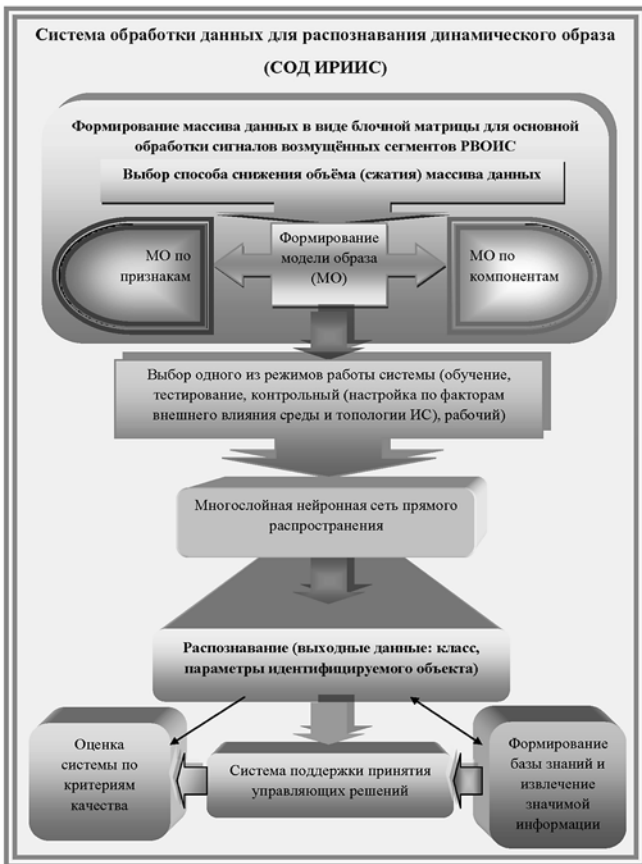 Система обработки данных для распознавания динамического образа
(СОД ИРИИС)
Формирование массива данных в виде блочной матрицы для основной
обработки сигналов возмущённых сегментов РВОИС
Выбор способа снижения объёма (сжатия) массива данных
МО по
признакам
Формирование
модели образа
(МО)
МО по
компонентам
Выбор одного из режимов работы системы (обучение,
тестирование, контрольный (настройка по факторам
внешнего влияния среды и топологии ИС), рабочий)
Многослойная нейронная сеть прямого
распространения
Распознавание (выходные данные: класс,
параметры идентифицируемого объекта)
Оценка
системы по
критериям
качества
Система поддержки принятия
управляющих решений
Формирование
базы знаний и
извлечение
значимой
информации